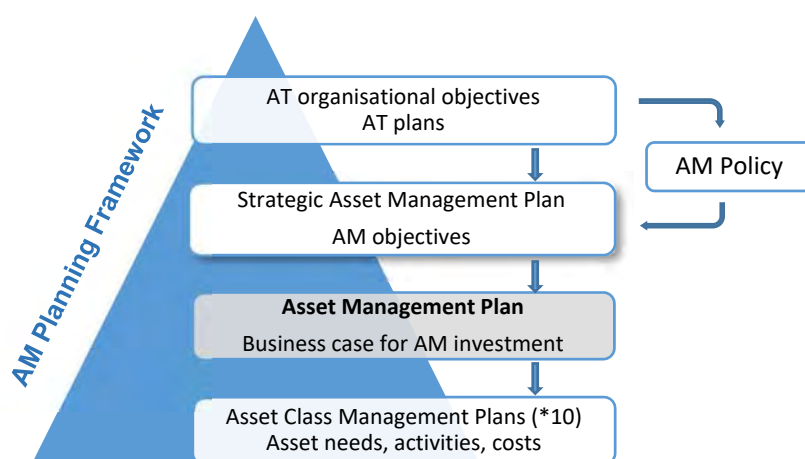 AM Planning Framework
AT organisational objectives
AT plans
AM Policy
Strategic Asset Management Plan
AM objectives
Asset Management Plan
Business case for AM investment
Asset Class Management Plans (*10)
Asset needs, activities, costs